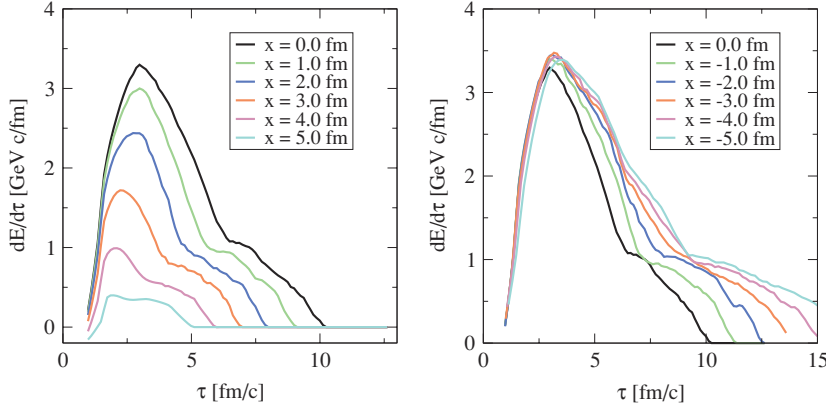 4
3
2
1
0
dE/dτ [GeV c/fm]
x = 0.0 fm
x = 1.0 fm
x = 2.0 fm
x = 3.0 fm
x = 4.0 fm
x = 5.0 fm
0 5 10
τ [fm/c]
4
3
2
1
0
dE/dτ [GeV c/fm]
x = 0.0 fm
x = -1.0 fm
x = -2.0 fm
x = -3.0 fm
x = -4.0 fm
x = -5.0 fm
0 5 10 15
τ [fm/c]